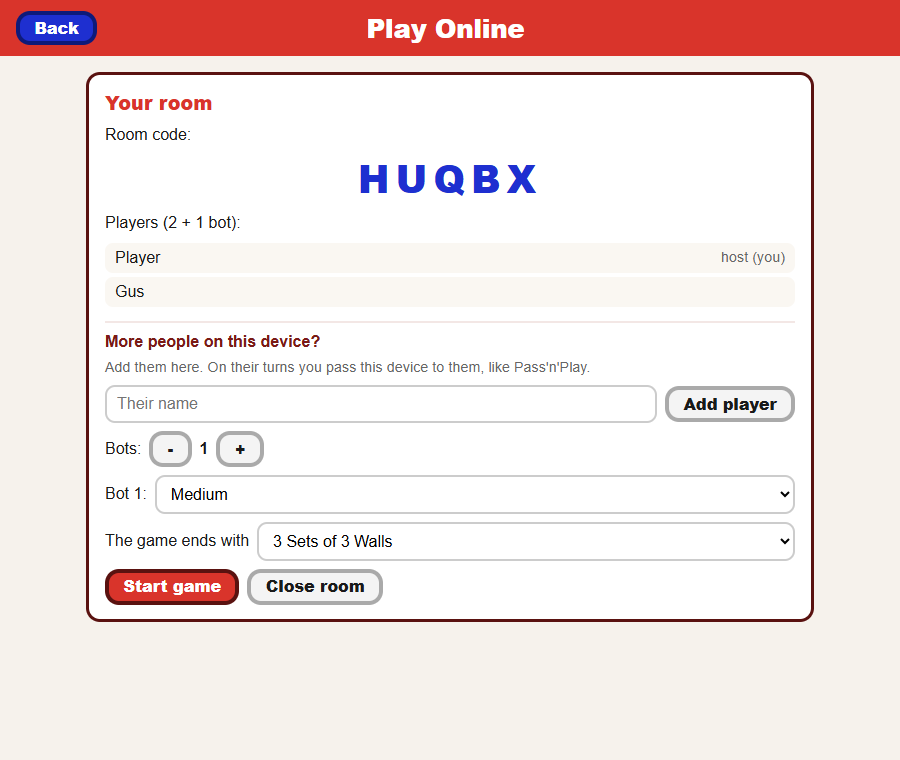 Back
Play Online
Your room
Room code:
HUQBX
Players (2 + 1 bot):
Player host (you)
Gus
More people on this device?
Add them here. On their turns you pass this device to them, like Pass'n'Play.
Their name Add player
Bots: - 1 +
Bot 1: Medium
The game ends with 3 Sets of 3 Walls
Start game Close room